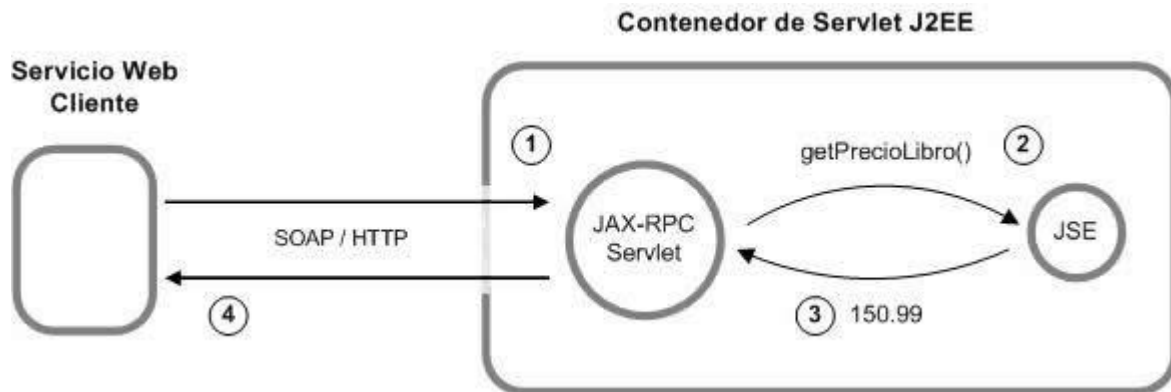 Contenedor de Servlet J2EE
Servicio Web
Cliente
1
getPrecioLibro()
2
SOAP / HTTP
JAX-RPC
Servlet
JSE
4
3
150.99